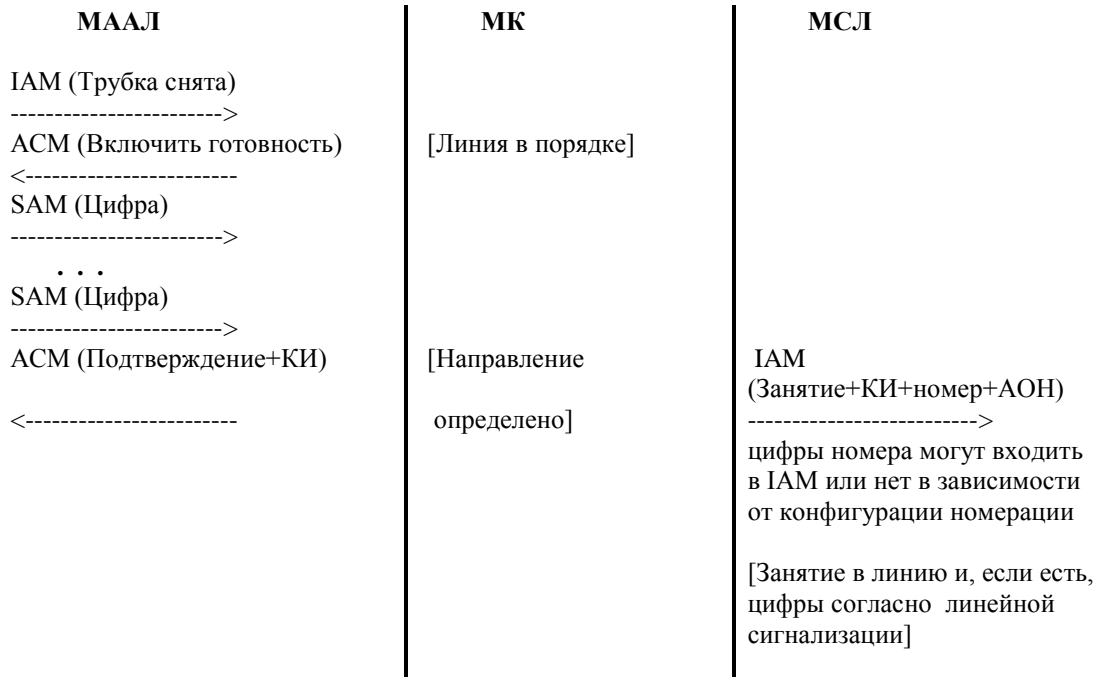 МААЛ МК МСЛ
IAM (Трубка снята)
------------------------>
ACM (Включить готовность) [Линия в порядке]
<------------------------
SAM (Цифра)
------------------------>
. . .
SAM (Цифра)
------------------------>
ACM (Подтверждение+КИ) [Направление IAM
(Занятие+КИ+номер+АОН)
<------------------------ определено] -------------------------->
цифры номера могут входить
в IAM или нет в зависимости
от конфигурации номерации
[Занятие в линию и, если есть,
цифры согласно линейной
сигнализации]